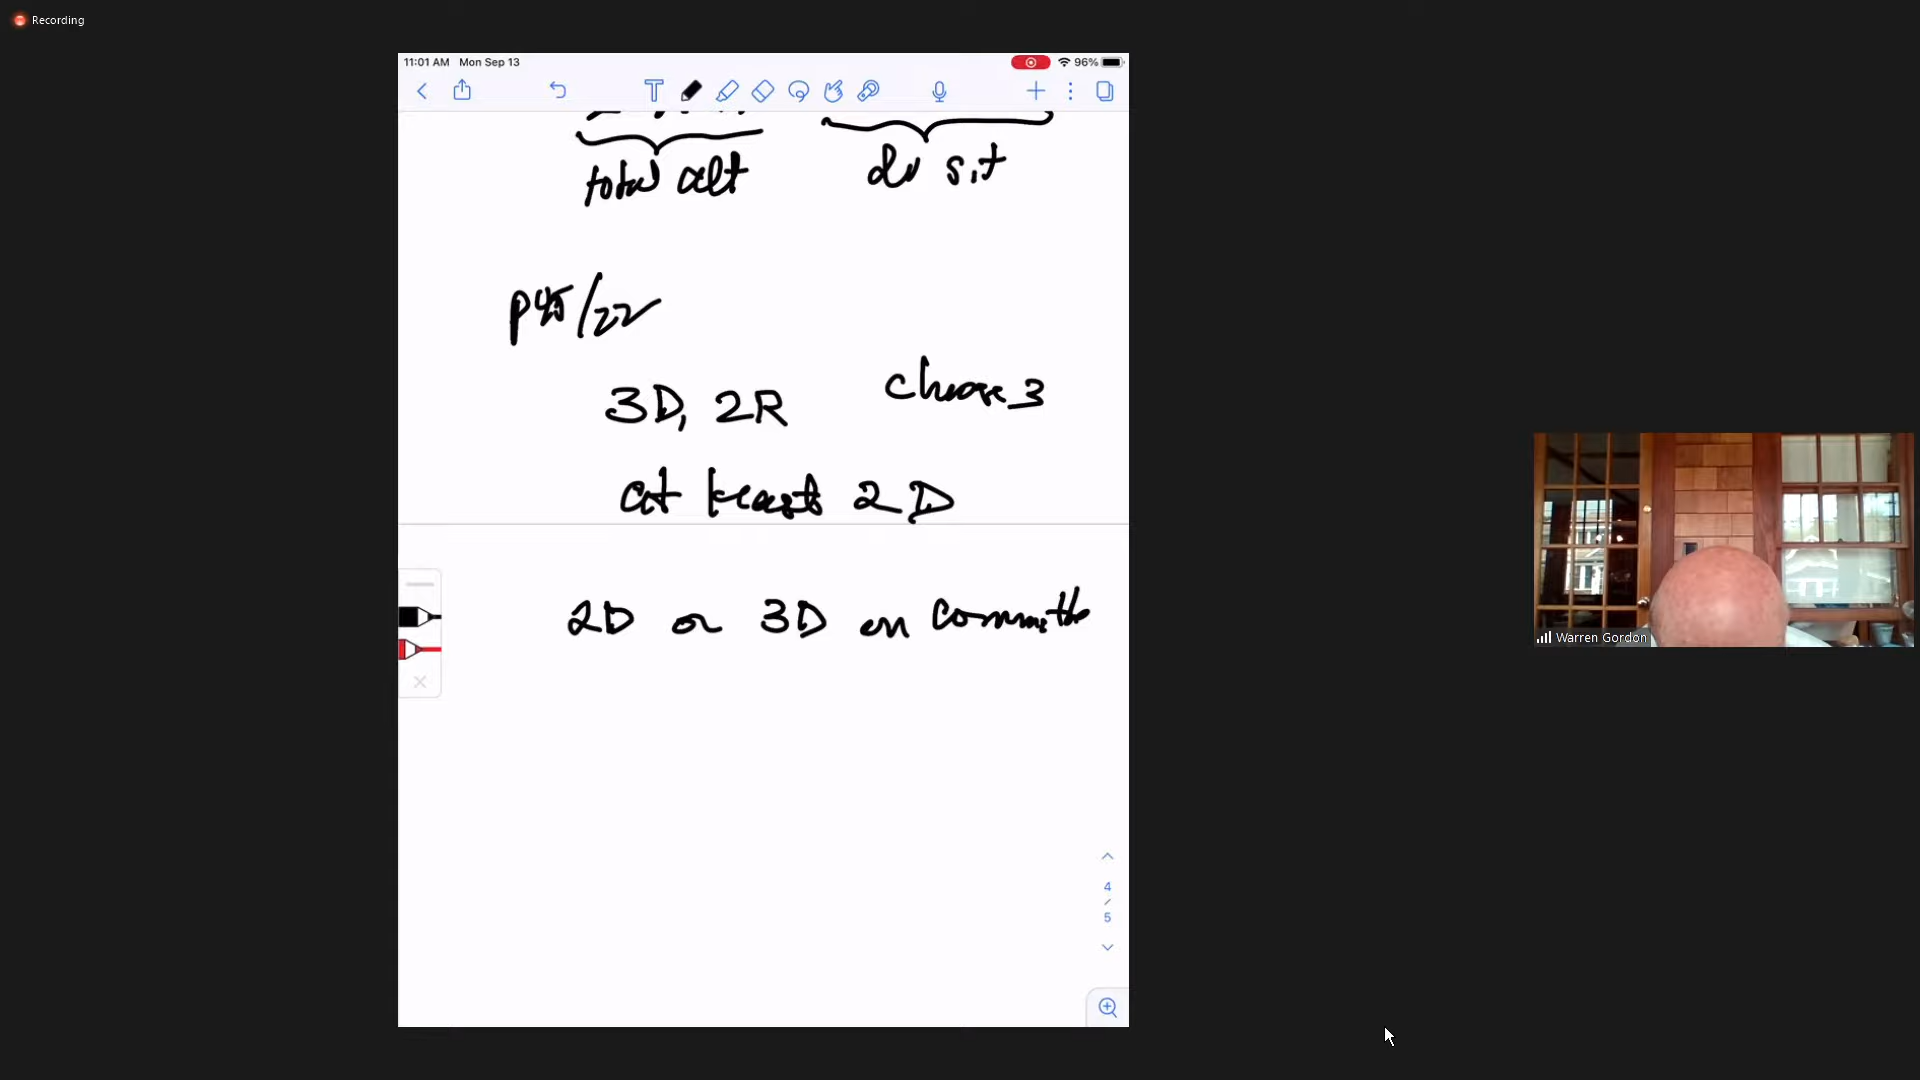 Recording
11:01 AM Mon Sep 13
96%
T
total alt
s.t
p45/22
3D, 2R
choose 3
at least 2D
2D or 3D on committee
Warren Gordon
4
/
5